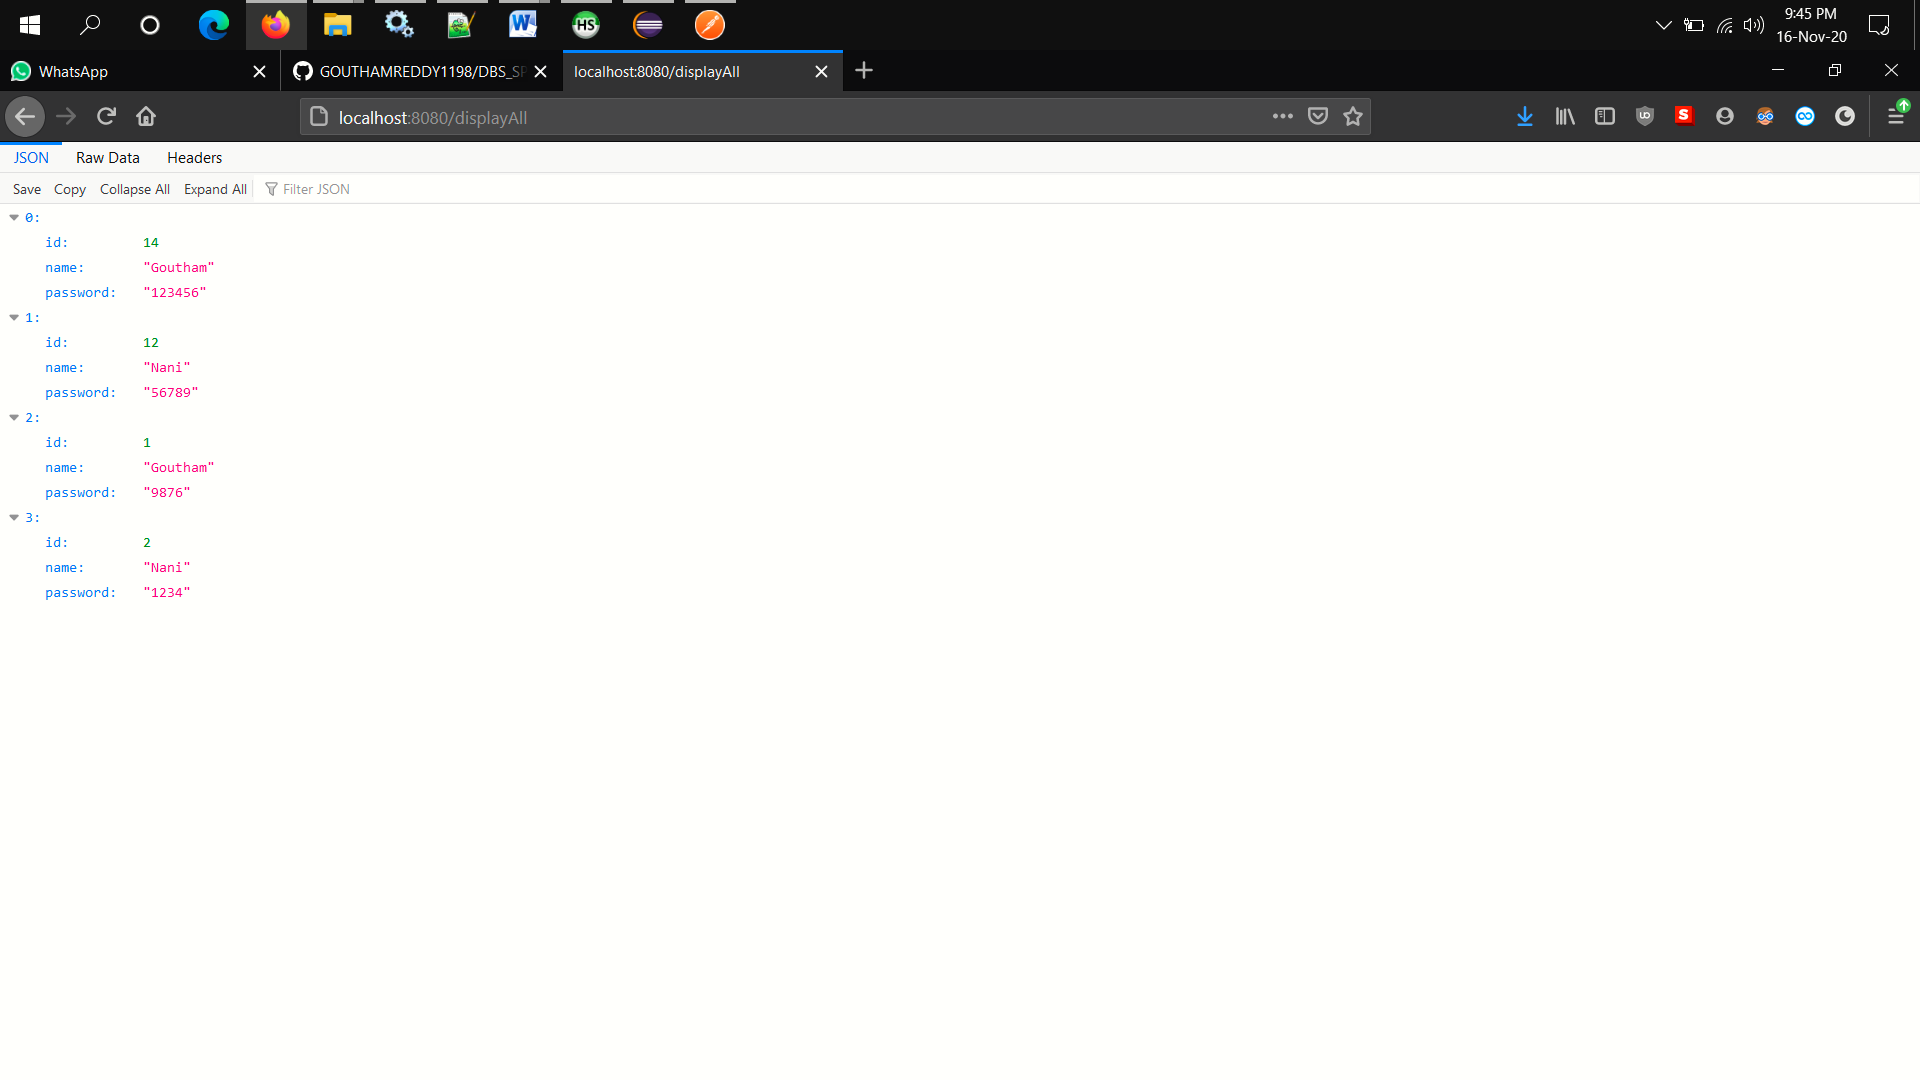 9:45 PM
16-Nov-20
WhatsApp
GOUTHAMREDDY1198/DBS_SP
localhost:8080/displayAll
localhost:8080/displayAll
JSON Raw Data Headers
Save Copy Collapse All Expand All Filter JSON
0:
id: 14
name: "Goutham"
password: "123456"
1:
id: 12
name: "Nani"
password: "56789"
2:
id: 1
name: "Goutham"
password: "9876"
3:
id: 2
name: "Nani"
password: "1234"